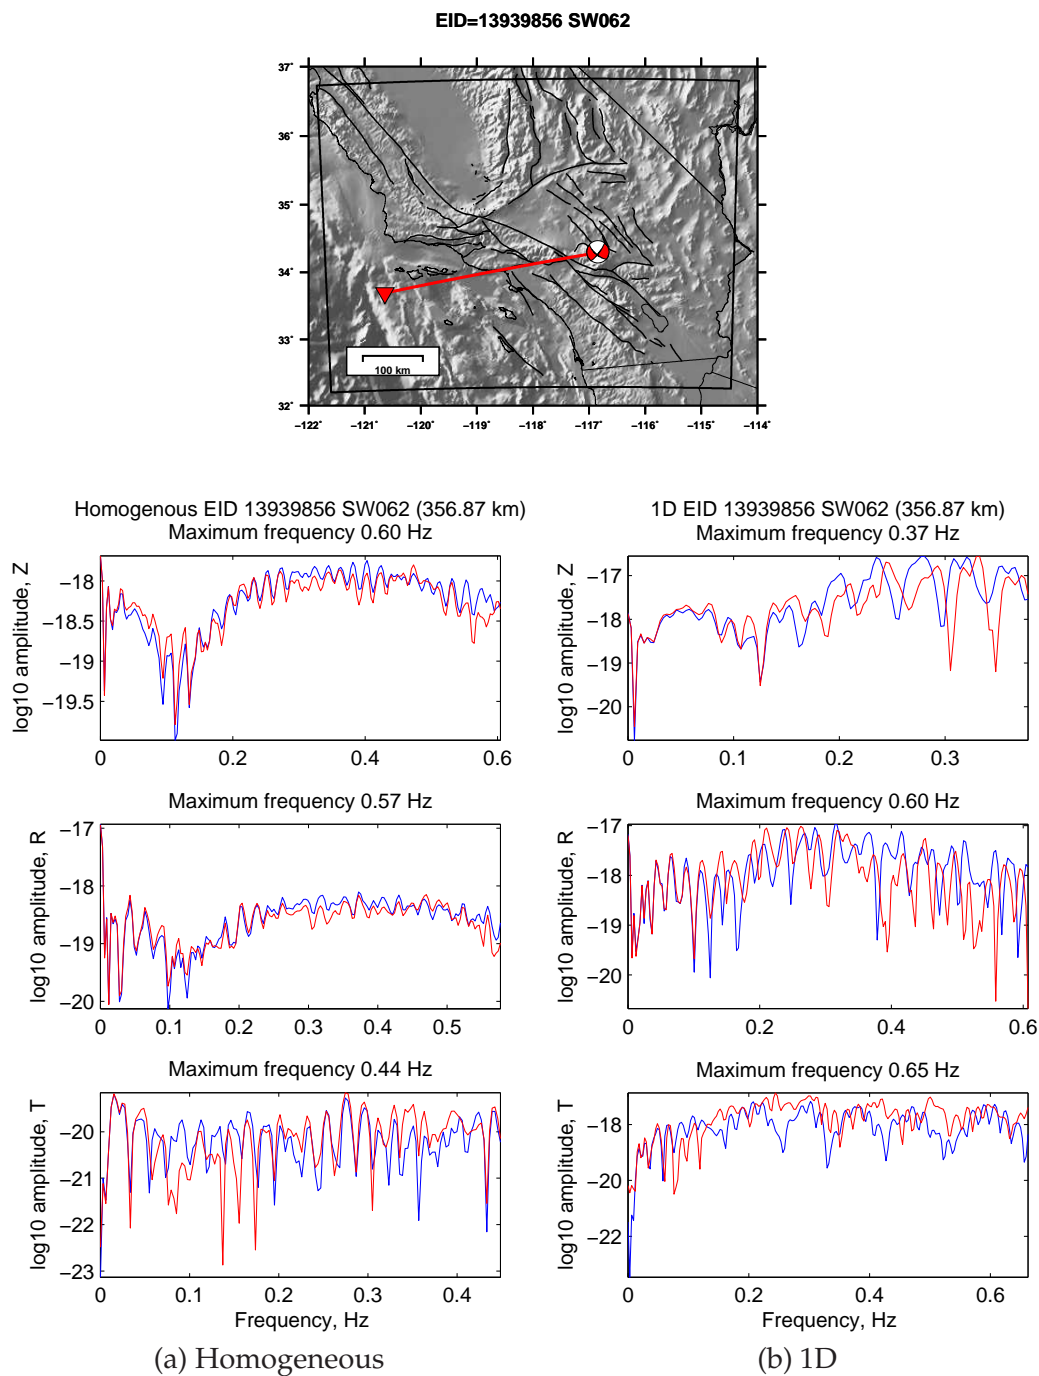 EID=13939856 SW062
37°
36°
35°
34°
33°
32°
100 km
−122° −121° −120° −119° −118° −117° −116° −115° −114°
Homogenous EID 13939856 SW062 (356.87 km)
Maximum frequency 0.60 Hz
log10 amplitude, Z
−18
−18.5
−19
−19.5
0 0.2 0.4 0.6
Maximum frequency 0.57 Hz
log10 amplitude, R
−17
−18
−19
−20
0 0.1 0.2 0.3 0.4 0.5
Maximum frequency 0.44 Hz
log10 amplitude, T
−20
−21
−22
−23
0 0.1 0.2 0.3 0.4
Frequency, Hz
(a) Homogeneous
1D EID 13939856 SW062 (356.87 km)
Maximum frequency 0.37 Hz
log10 amplitude, Z
−17
−18
−19
−20
0 0.1 0.2 0.3
Maximum frequency 0.60 Hz
log10 amplitude, R
−17
−18
−19
−20
0 0.2 0.4 0.6
Maximum frequency 0.65 Hz
log10 amplitude, T
−18
−20
−22
0 0.2 0.4 0.6
Frequency, Hz
(b) 1D